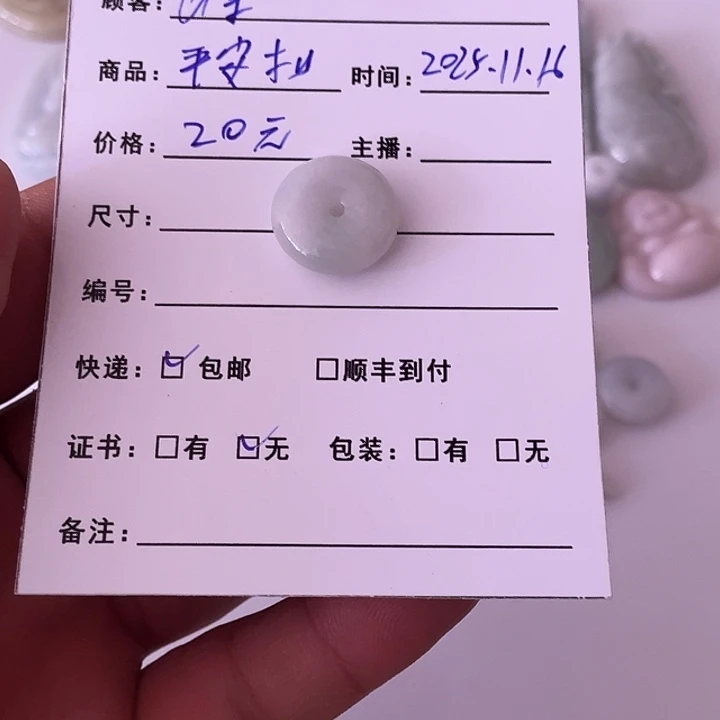 顾客：
商品：平安扣 时间：2025.11.16
价格：20元 主播：
尺寸：
编号：
快递：☑包邮 □顺丰到付
证书：□有 ☑无 包装：□有 □无
备注：